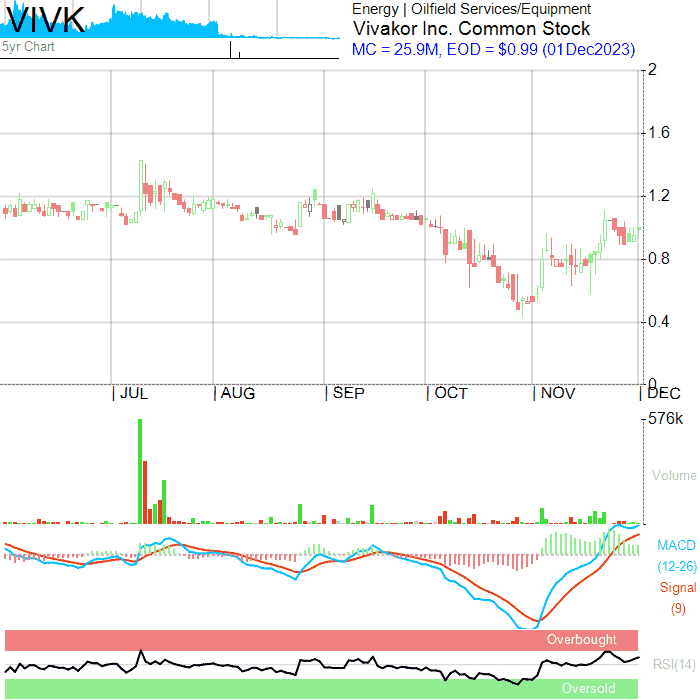 VIVK
5yr Chart
Energy | Oilfield Services/Equipment
Vivakor Inc. Common Stock
MC = 25.9M, EOD = $0.99 (01Dec2023)
2
1.6
1.2
0.8
0.4
0
| JUL | AUG | SEP | OCT | NOV | DEC
576k
Volume
MACD
(12-26)
Signal
(9)
Overbought
RSI(14)
Oversold